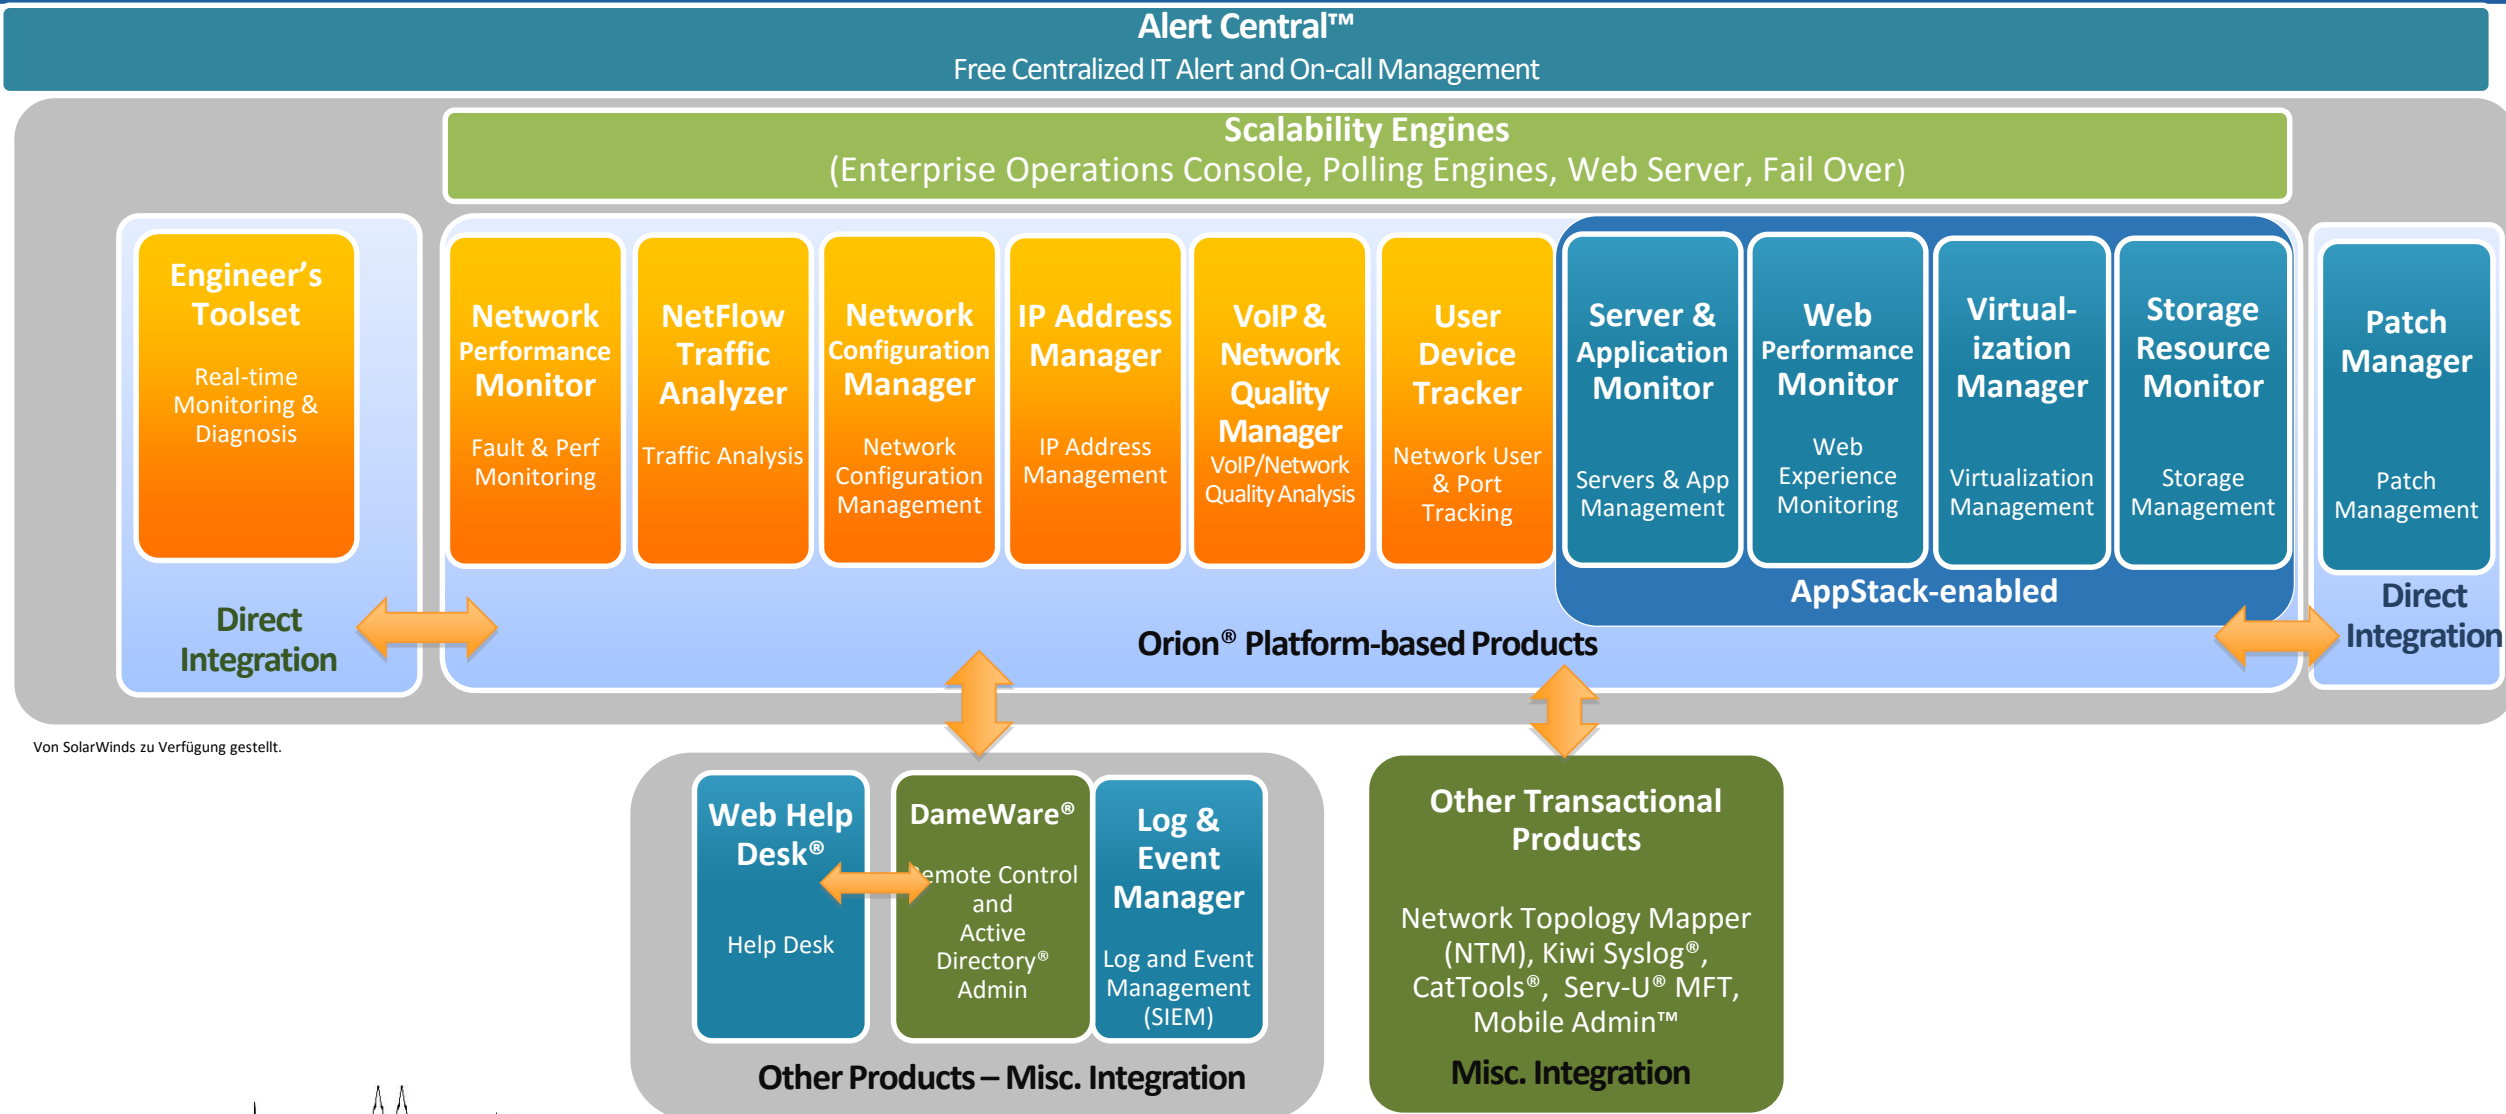 Alert Central™
Free Centralized IT Alert and On-call Management
Scalability Engines
(Enterprise Operations Console, Polling Engines, Web Server, Fail Over)
Engineer’s
Toolset
Real-time
Monitoring &
Diagnosis
Direct
Integration
Network
Performance
Monitor
Fault & Perf
Monitoring
NetFlow
Traffic
Analyzer
Traffic Analysis
Network
Configuration
Manager
Network
Configuration
Management
IP Address
Manager
IP Address
Management
VoIP &
Network
Quality
Manager
VoIP/Network
Quality Analysis
User
Device
Tracker
Network User
& Port
Tracking
Server &
Application
Monitor
Servers & App
Management
Web
Performance
Monitor
Web
Experience
Monitoring
Virtual-
ization
Manager
Virtualization
Management
Storage
Resource
Monitor
Storage
Management
AppStack-enabled
Orion® Platform-based Products
Patch
Manager
Patch
Management
Direct
Integration
Von SolarWinds zu Verfügung gestellt.
Web Help
Desk®
Help Desk
DameWare®
Remote Control
and
Active
Directory®
Admin
Log &
Event
Manager
Log and Event
Management
(SIEM)
Other Products – Misc. Integration
Other Transactional
Products
Network Topology Mapper
(NTM), Kiwi Syslog®,
CatTools®, Serv-U® MFT,
Mobile Admin™
Misc. Integration